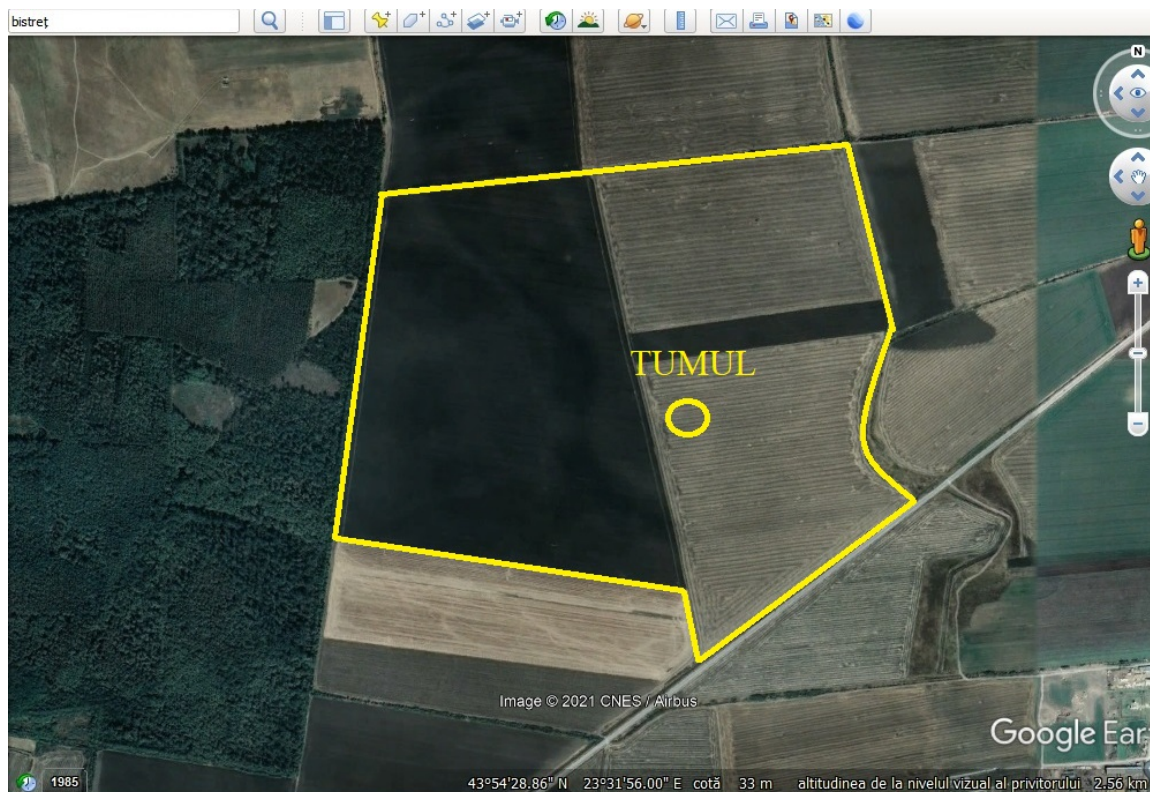 bistreţ
N
TUMUL
Image © 2021 CNES / Airbus
Google Ear
1985
43°54'28.86" N 23°31'56.00" E cotă 33 m altitudinea de la nivelul vizual al privitorului 2.56 km